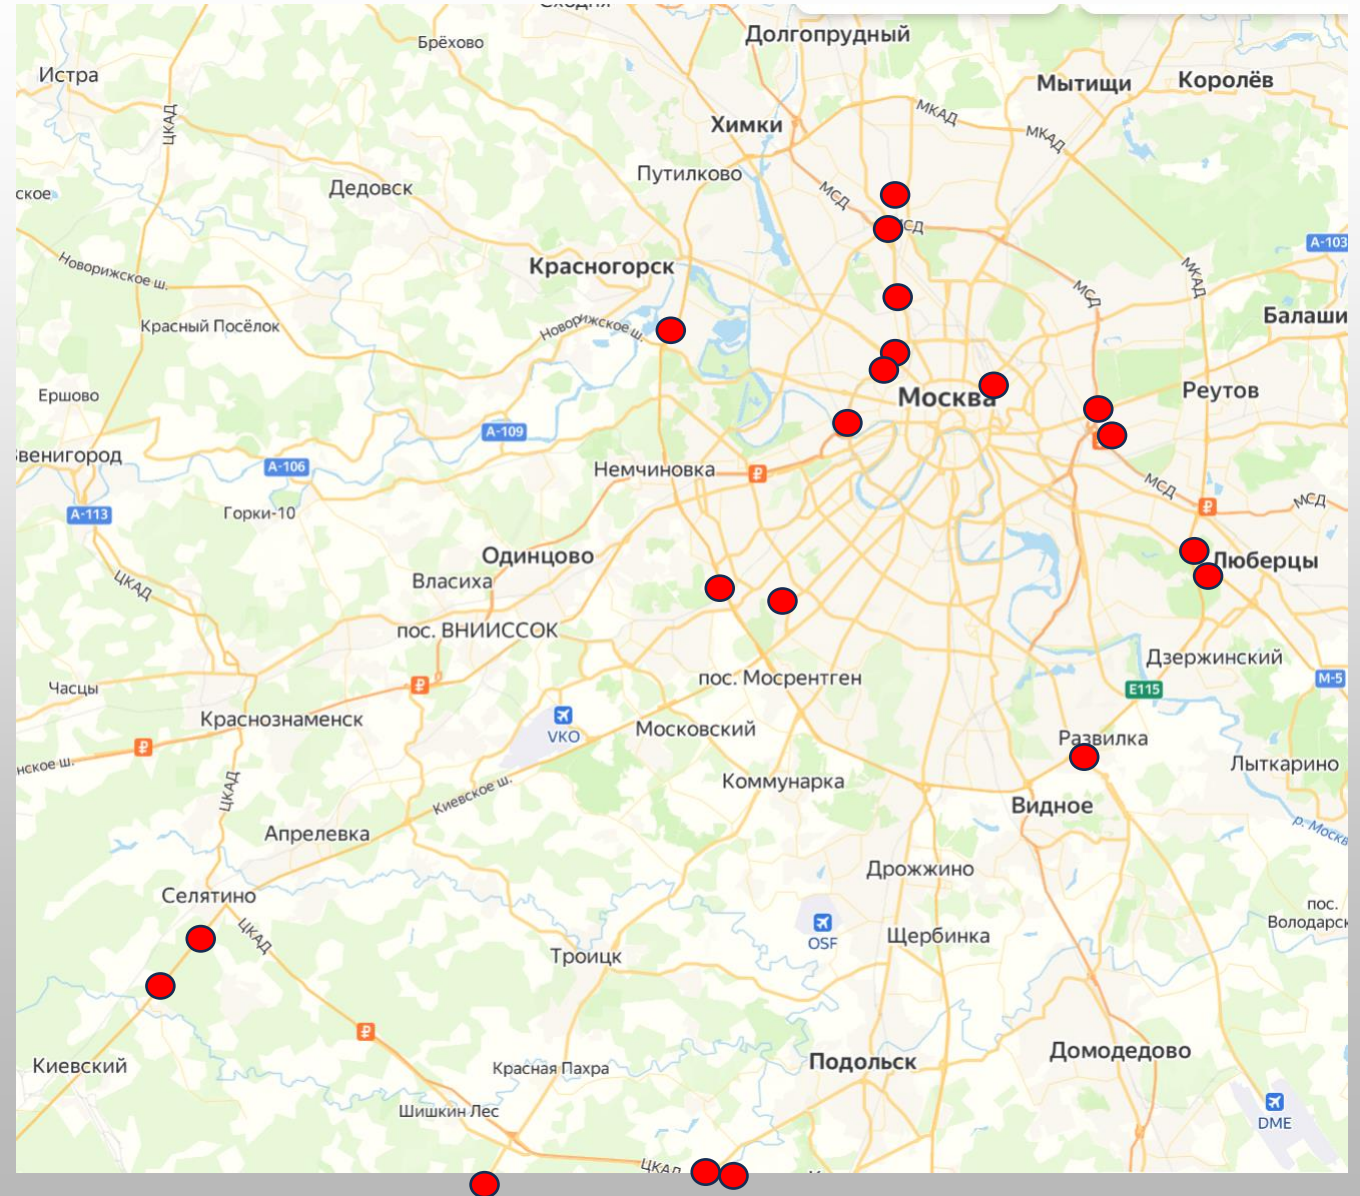 Долгопрудный
Брёхово
Истра
Мытищи
Королёв
ЦКАД
МКАД
Химки
МКАД
Путилково
Дедовск
МСД
ское
А-103
Красногорск
Новорижское ш.
МКАД
МСД
Балаши
Красный Посёлок
Новорижское ш.
Ершово
Москва
Реутов
А-109
венигород
А-106
Немчиновка
₽
МСД
МСД
₽
А-113
Горки-10
Одинцово
Люберцы
ЦКАД
Власиха
пос. ВНИИССОК
Дзержинский
Часцы
₽
пос. Мосрентген
Е115
М-5
Краснознаменск
VKO
Московский
Развилка
₽
нское ш.
Лыткарино
ЦКАД
Киевское ш.
Коммунарка
Видное
Апрелевка
р. Москв
Дрожжино
Селятино
пос.
Володарск
ЦКАД
OSF
Щербинка
Троицк
₽
Киевский
Красная Пахра
Подольск
Домодедово
Шишкин Лес
DME
ЦКАД